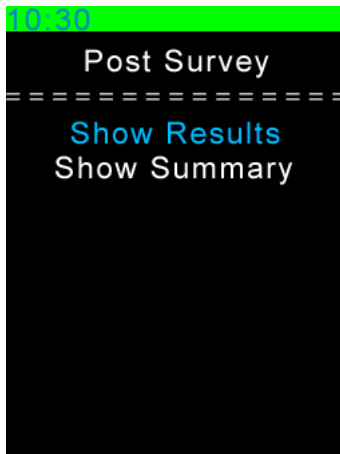 10:30
Post Survey
===============
Show Results
Show Summary